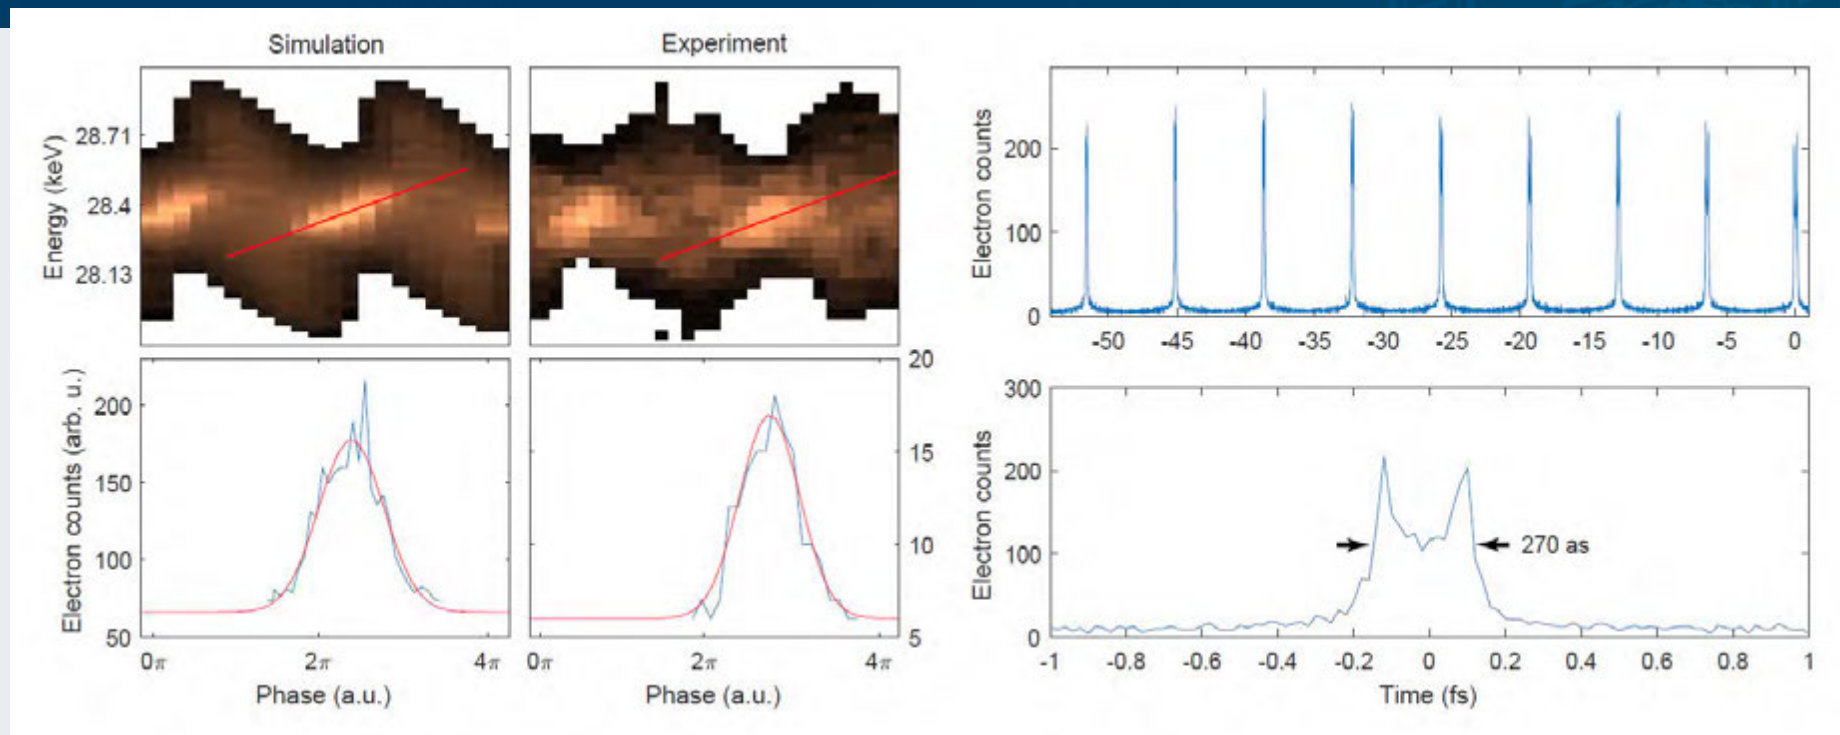 Simulation
Experiment
Energy (keV)
28.71
28.4
28.13
Electron counts
200
100
0
-50 -45 -40 -35 -30 -25 -20 -15 -10 -5 0
Electron counts (arb. u.)
200
150
100
50
0π 2π 4π
Phase (a.u.)
20
15
10
5
0π 2π 4π
Phase (a.u.)
Electron counts
300
200
100
0
270 as
-1 -0.8 -0.6 -0.4 -0.2 0 0.2 0.4 0.6 0.8 1
Time (fs)